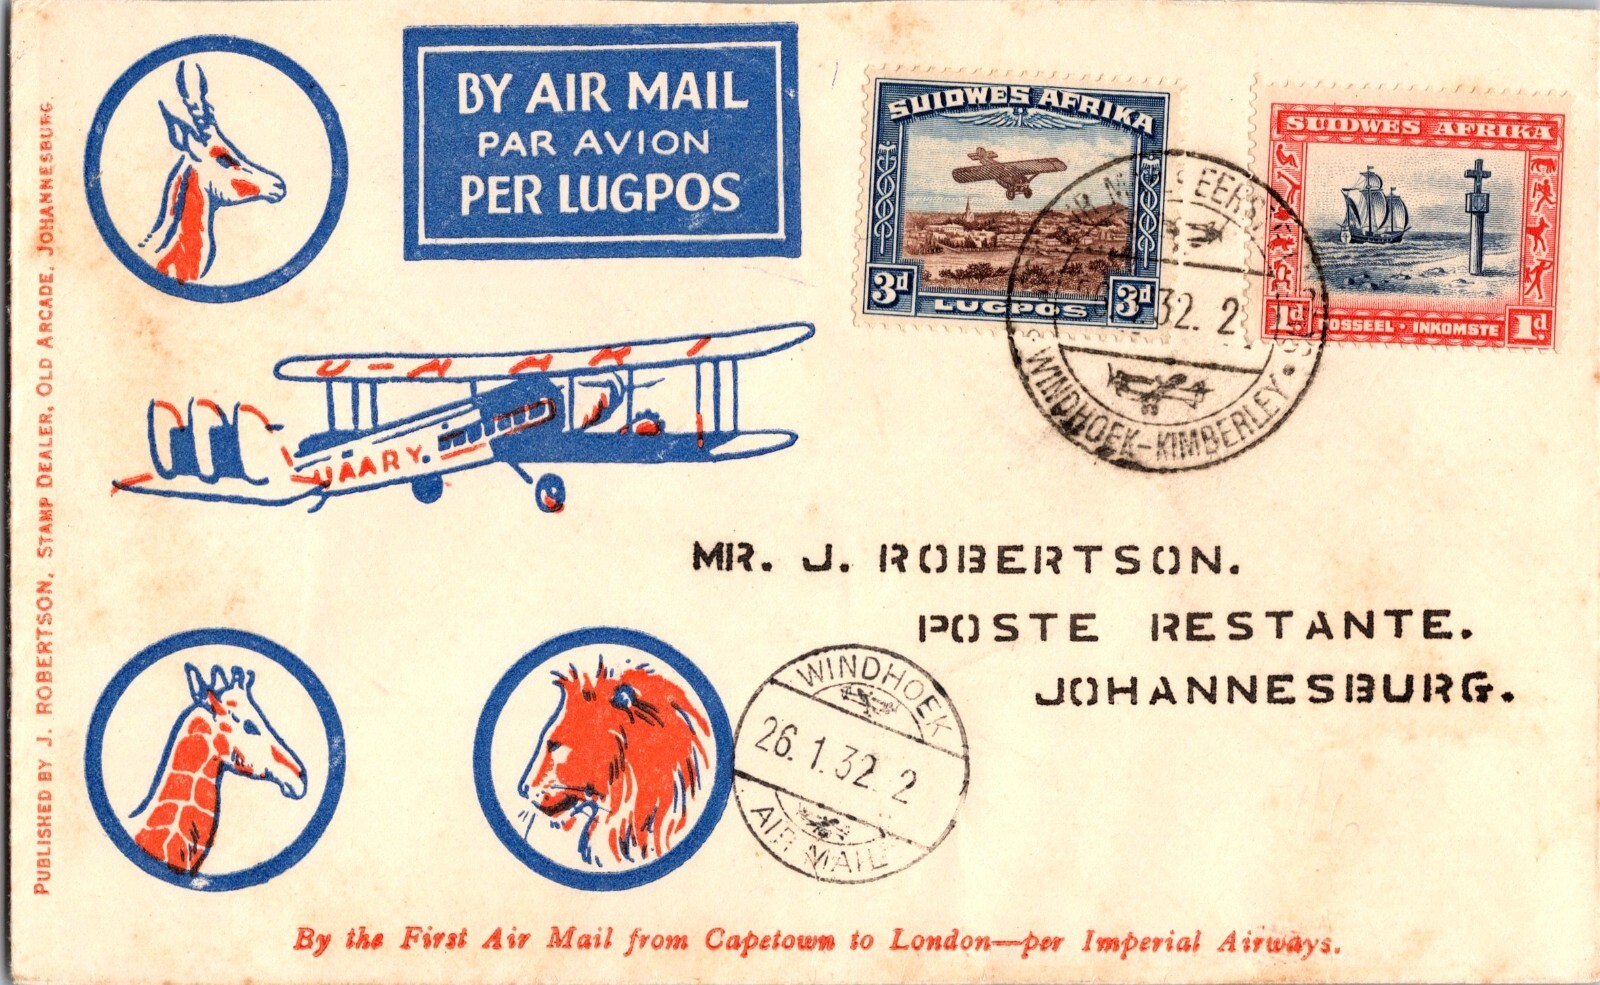 BY AIR MAIL
PAR AVION
PER LUGPOS
SUIDWES AFRIKA
3d 3d
LUGPOS
SUIDWES AFRIKA
1d POSSEEL · INKOMSTE 1d
32. 2
WINDHOEK-KIMBERLEY
UAARY.
MR. J. ROBERTSON.
POSTE RESTANTE.
JOHANNESBURG.
WINDHOEK
26. 1. 32. 2
AIR MAIL
PUBLISHED BY J. ROBERTSON, STAMP DEALER, OLD ARCADE, JOHANNESBURG.
By the First Air Mail from Capetown to London—per Imperial Airways.